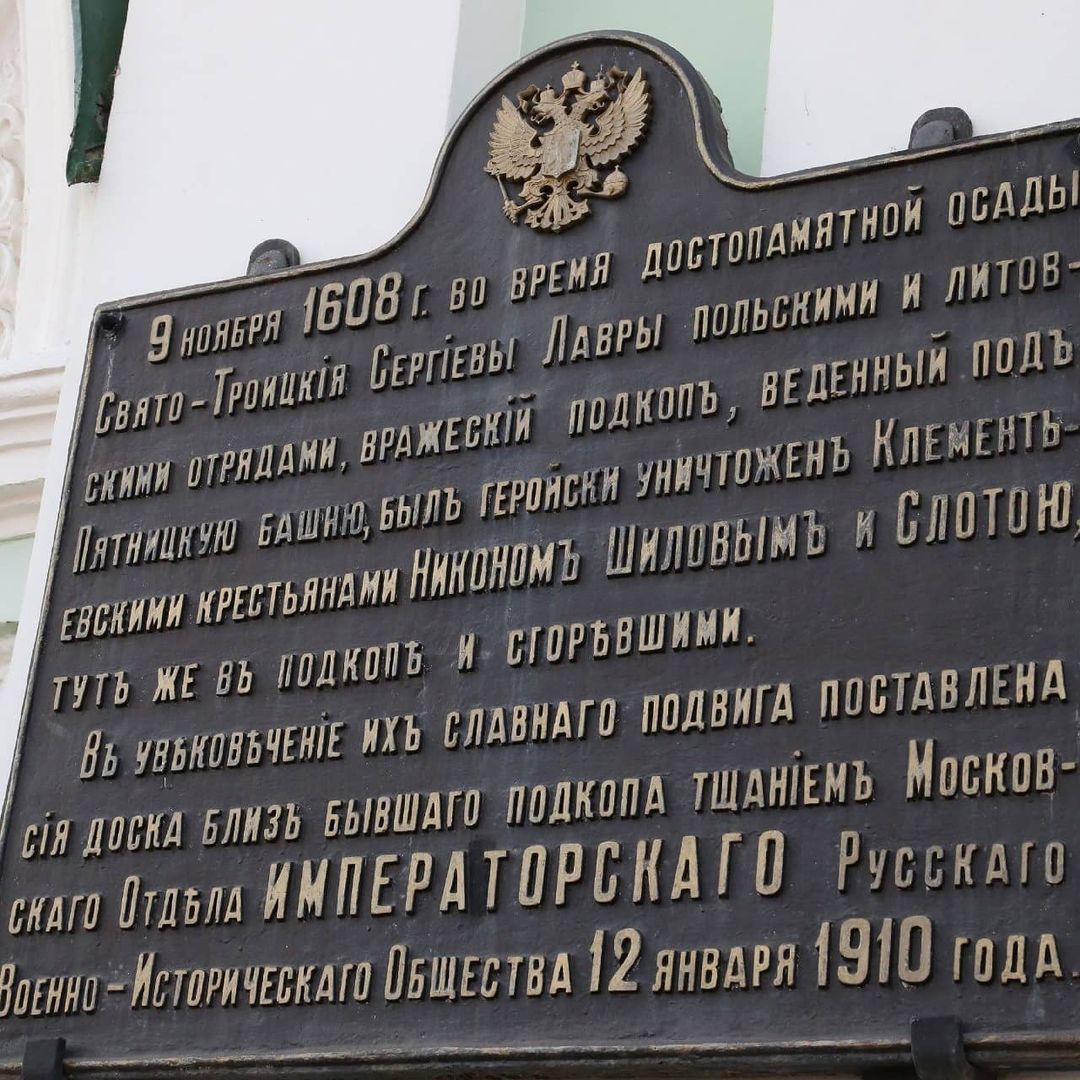 9 ноября 1608 г. во время достопамятной осады
Свято-Троицкія Сергіевы Лавры польскими и литов-
скими отрядами, вражескій подкопъ, веденный подъ
Пятницкую башню, былъ геройски уничтоженъ Клементь-
евскими крестьянами Никономъ Шиловымъ и Слотою,
тутъ же въ подкопѣ и сгорѣвшими.
Въ увѣковѣченіе ихъ славнаго подвига поставлена
сія доска близъ бывшаго подкопа тщаніемъ Москов-
скаго Отдѣла ИМПЕРАТОРСКАГО Русскаго
Военно-Историческаго Общества 12 января 1910 года.